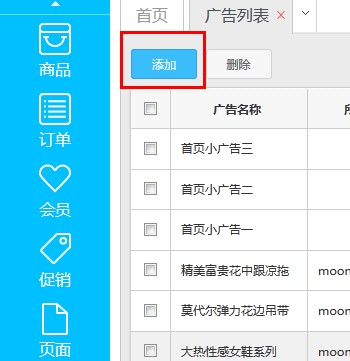 首页
广告列表 ×
商品
订单
会员
促销
页面
添加
删除
广告名称
首页小广告三
首页小广告二
首页小广告一
精美富贵花中跟凉拖 moon
莫代尔弹力花边吊带 moon
大热性感女鞋系列 moon